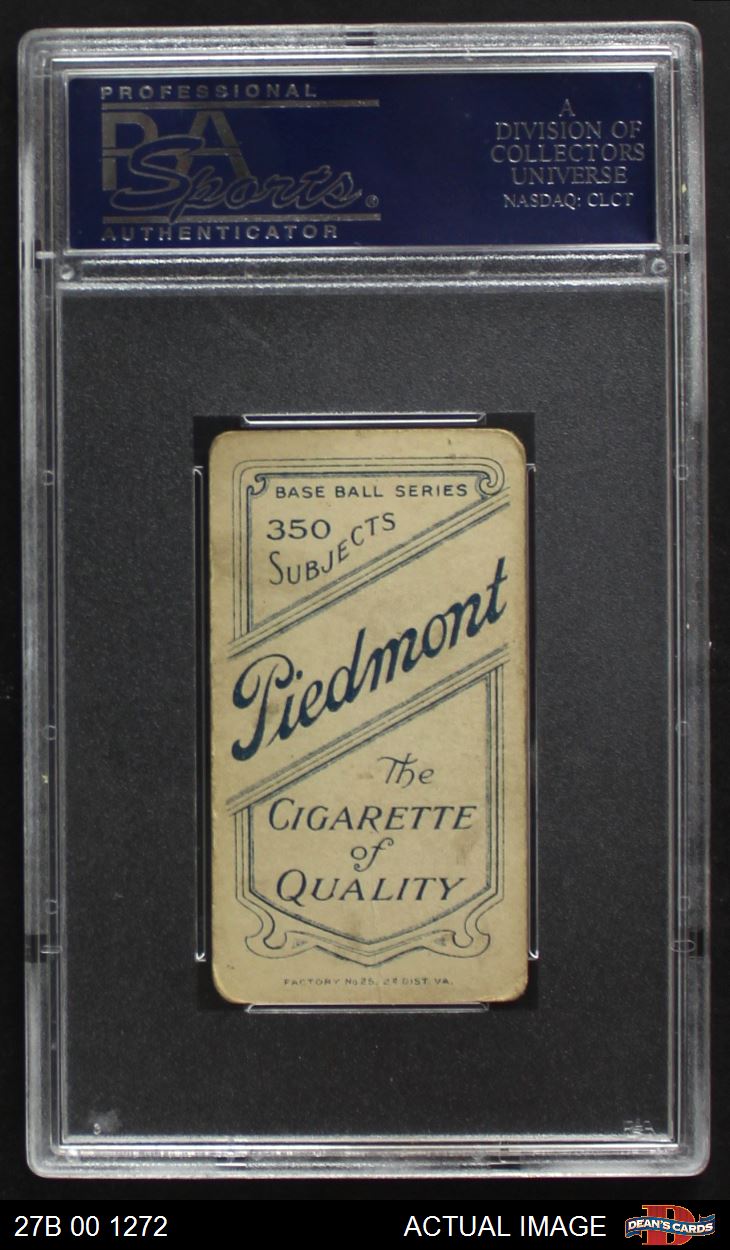 PROFESSIONAL
PSA
Sports®
AUTHENTICATOR
A
DIVISION OF
COLLECTORS
UNIVERSE
NASDAQ: CLCT
BASE BALL SERIES
350
SUBJECTS
Piedmont
The
CIGARETTE
of
QUALITY
FACTORY No 25, 2d DIST. VA.
27B 00 1272
ACTUAL IMAGE
D
DEAN'S CARDS